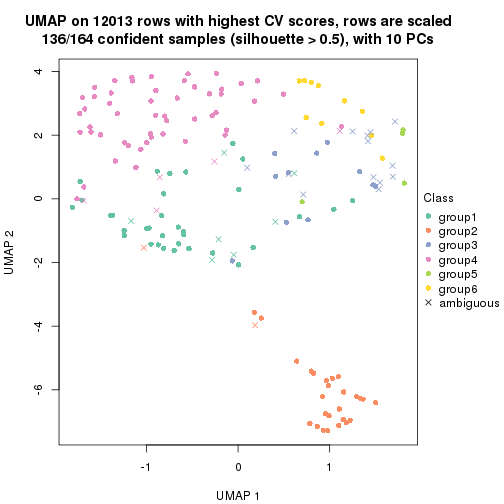 UMAP on 12013 rows with highest CV scores, rows are scaled
136/164 confident samples (silhouette > 0.5), with 10 PCs
4
2
0
-2
-4
-6
UMAP 2
-1
0
1
UMAP 1
Class
group1
group2
group3
group4
group5
group6
ambiguous